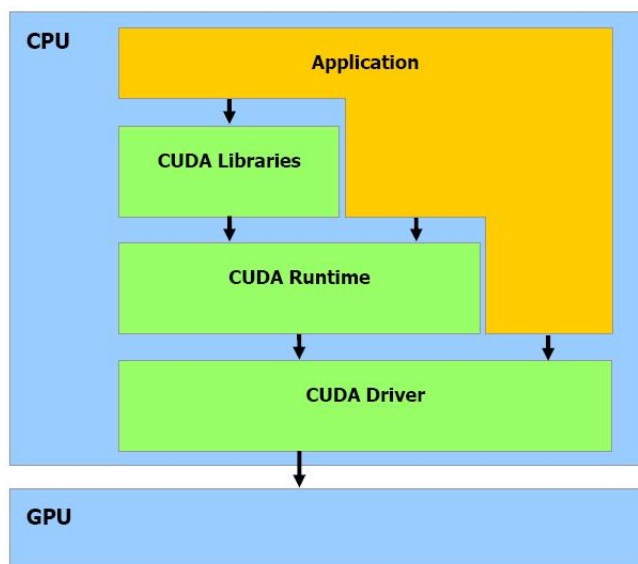 CPU
Application
CUDA Libraries
CUDA Runtime
CUDA Driver
GPU